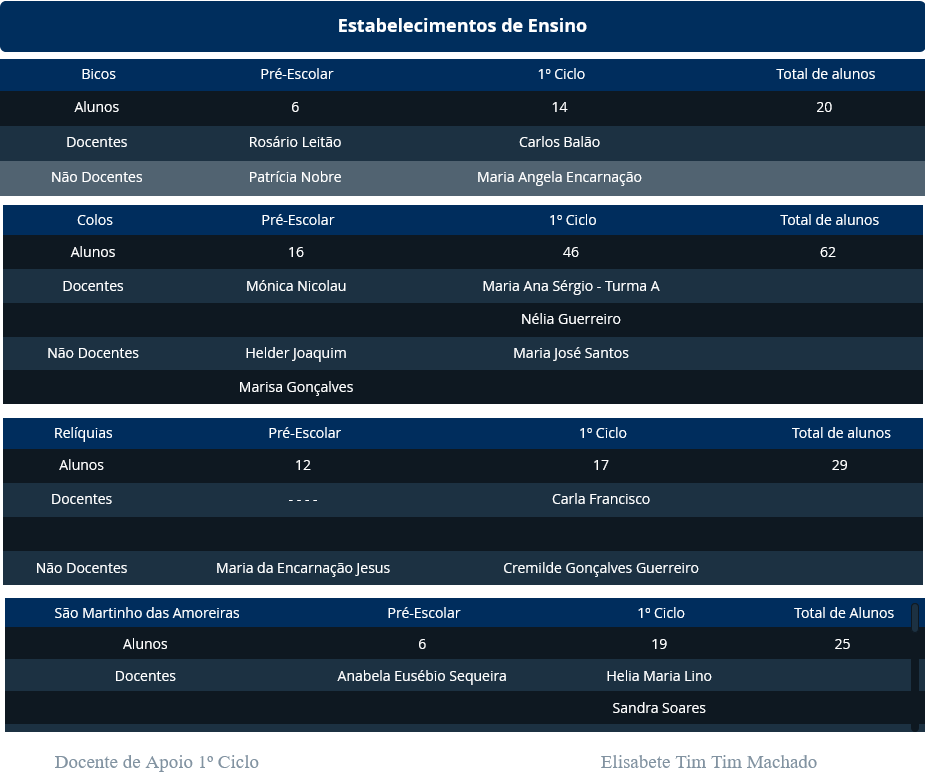 Estabelecimentos de Ensino
Bicos Pré-Escolar 1º Ciclo Total de alunos
Alunos 6 14 20
Docentes Rosário Leitão Carlos Balão
Não Docentes Patrícia Nobre Maria Angela Encarnação
Colos Pré-Escolar 1º Ciclo Total de alunos
Alunos 16 46 62
Docentes Mónica Nicolau Maria Ana Sérgio - Turma A
Nélia Guerreiro
Não Docentes Helder Joaquim Maria José Santos
Marisa Gonçalves
Relíquias Pré-Escolar 1º Ciclo Total de alunos
Alunos 12 17 29
Docentes - - - - Carla Francisco
Não Docentes Maria da Encarnação Jesus Cremilde Gonçalves Guerreiro
São Martinho das Amoreiras Pré-Escolar 1º Ciclo Total de Alunos
Alunos 6 19 25
Docentes Anabela Eusébio Sequeira Helia Maria Lino
Sandra Soares
Docente de Apoio 1º Ciclo Elisabete Tim Tim Machado